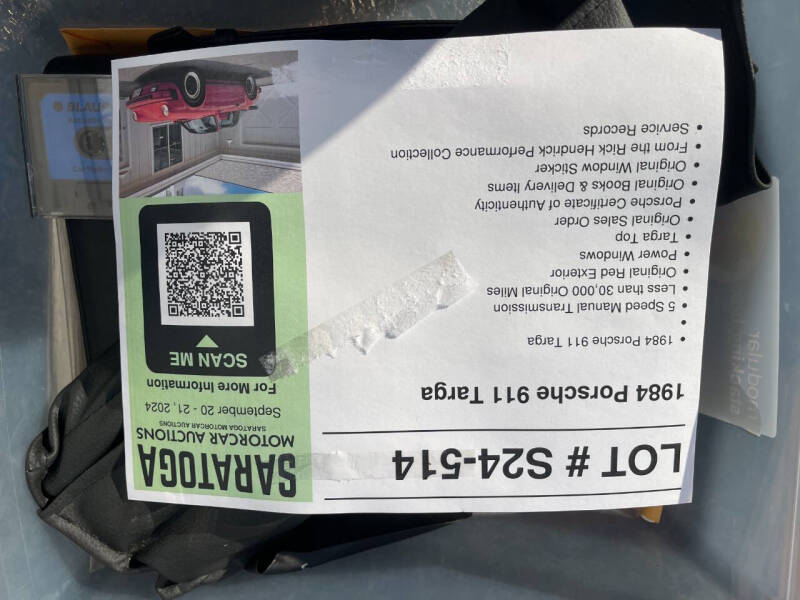 LOT # S24-514
1984 Porsche 911 Targa
• 1984 Porsche 911 Targa
•
• 5 Speed Manual Transmission
• Less than 30,000 Original Miles
• Original Red Exterior
• Power Windows
• Targa Top
• Original Sales Order
• Porsche Certificate of Authenticity
• Original Books & Delivery Items
• Original Window Sticker
• From the Rick Hendrick Performance Collection
• Service Records
SARATOGA
MOTORCAR AUCTIONS
SARATOGA MOTORCAR AUCTIONS
September 20 - 21, 2024
For More Information
SCAN ME